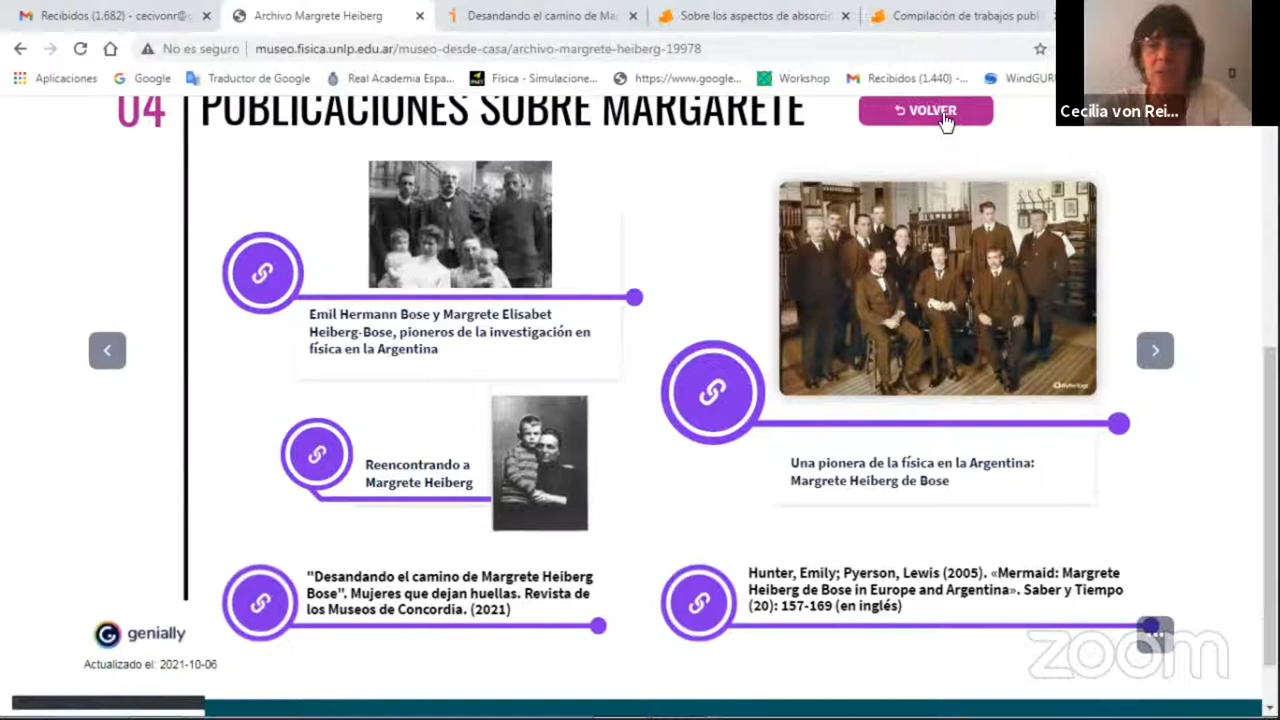 Recibidos (1.682) - cecivonr@g
Archivo Margrete Heiberg
Desandando el camino de Ma
Sobre los aspectos de absorci
Compilación de trabajos publ
No es seguro
museo.fisica.unlp.edu.ar/museo-desde-casa/archivo-margrete-heiberg-19978
Aplicaciones
Google
Traductor de Google
Real Academia Espa...
Física - Simulacione...
https://www.google...
Workshop
Recibidos (1.440) -...
WindGUR
Cecilia von Rei...
04
PUBLICACIONES SOBRE MARGARETE
VOLVER
Emil Hermann Bose y Margrete Elisabet
Heiberg-Bose, pioneros de la investigación en
física en la Argentina
Reencontrando a
Margrete Heiberg
Una pionera de la física en la Argentina:
Margrete Heiberg de Bose
"Desandando el camino de Margrete Heiberg
Bose". Mujeres que dejan huellas. Revista de
los Museos de Concordia. (2021)
Hunter, Emily; Pyerson, Lewis (2005). «Mermaid: Margrete
Heiberg de Bose in Europe and Argentina». Saber y Tiempo
(20): 157-169 (en inglés)
genially
Actualizado el: 2021-10-06
zoom